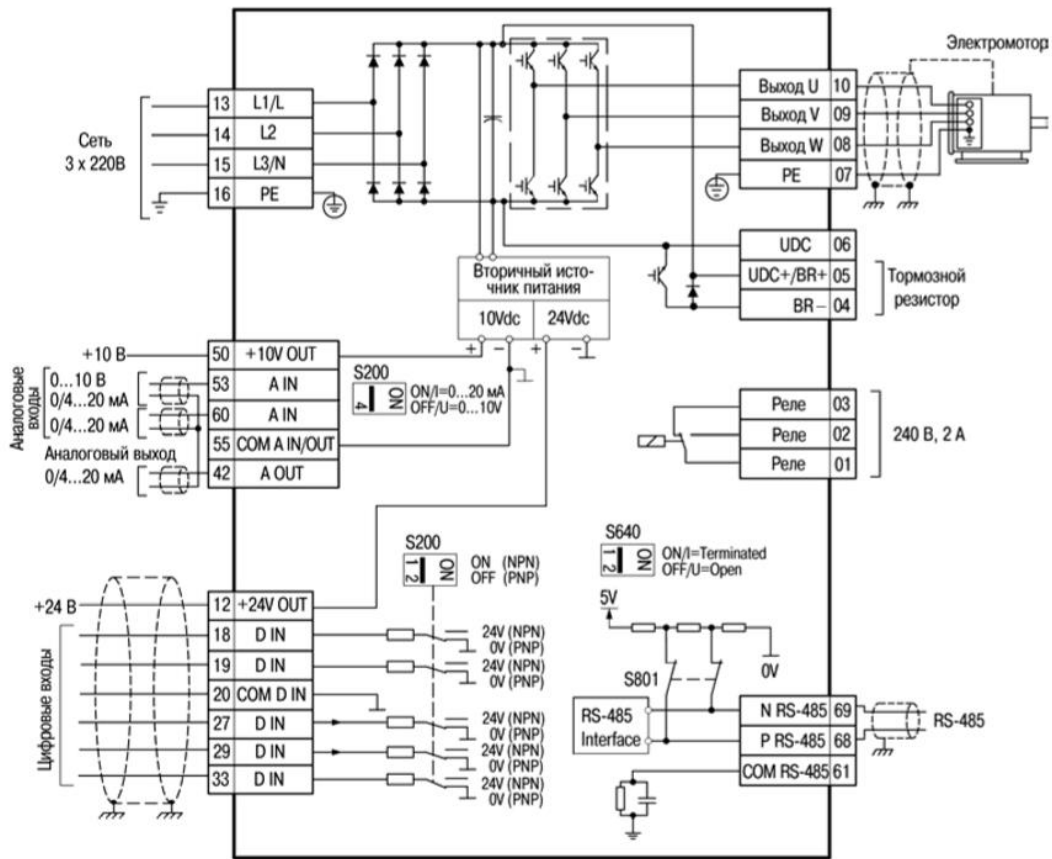 Электромотор
Сеть
3 x 220В
13 L1/L
14 L2
15 L3/N
16 PE
Выход U 10
Выход V 09
Выход W 08
PE 07
UDC 06
UDC+/BR+ 05
BR− 04
Тормозной
резистор
Вторичный исто-
чник питания
10Vdc 24Vdc
+ − + −
+10 В
50 +10V OUT
53 A IN
60 A IN
55 COM A IN/OUT
42 A OUT
Аналоговые
входы
0...10 В
0/4...20 мА
0/4...20 мА
Аналоговый выход
0/4...20 мА
S200
4 ON
ON/I=0...20 мА
OFF/U=0...10V
Реле 03
Реле 02
Реле 01
240 В, 2 А
S200
1 2 ON
ON (NPN)
OFF (PNP)
S640
1 2 ON
ON/I=Terminated
OFF/U=Open
+24 В
Цифровые входы
12 +24V OUT
18 D IN
19 D IN
20 COM D IN
27 D IN
29 D IN
33 D IN
24V (NPN)
0V (PNP)
24V (NPN)
0V (PNP)
24V (NPN)
0V (PNP)
24V (NPN)
0V (PNP)
24V (NPN)
0V (PNP)
5V
0V
S801
RS-485
Interface
N RS-485 69
P RS-485 68
COM RS-485 61
RS-485